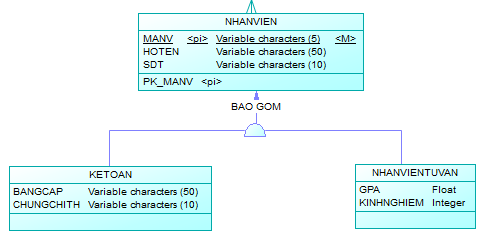 NHANVIEN
MANV <pi> Variable characters (5) <M>
HOTEN Variable characters (50)
SDT Variable characters (10)
PK_MANV <pi>
BAO GOM
KETOAN
BANGCAP Variable characters (50)
CHUNGCHITH Variable characters (10)
NHANVIENTUVAN
GPA Float
KINHNGHIEM Integer